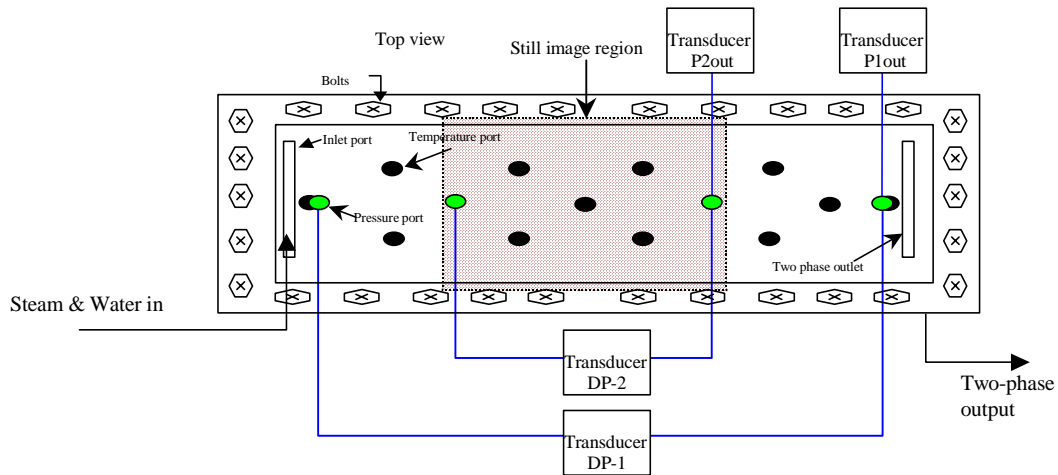 Top view
Still image region
Transducer
P2out
Transducer
P1out
Bolts
Inlet port
Temperature port
Pressure port
Two phase outlet
Steam & Water in
Transducer
DP-2
Two-phase
output
Transducer
DP-1